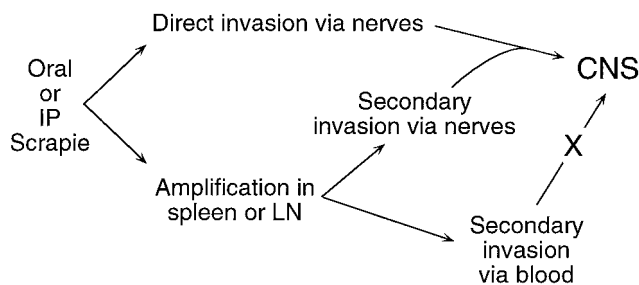 Direct invasion via nerves
CNS
Oral
or
IP
Scrapie
Secondary
invasion via nerves
X
Amplification in
spleen or LN
Secondary
invasion
via blood